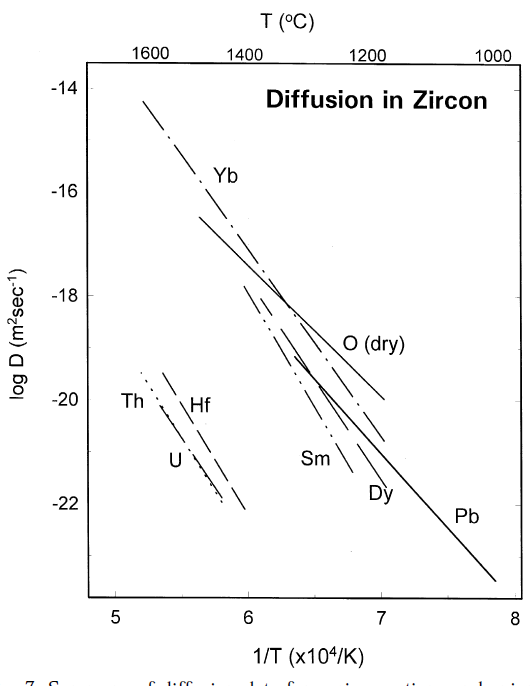 T (°C)
1600 1400 1200 1000
Diffusion in Zircon
-14
Yb
-16
-18
log D (m²sec⁻¹)
O (dry)
-20
Th
Hf
U
Sm
Dy
-22
Pb
5 6 7 8
1/T (x10⁴/K)